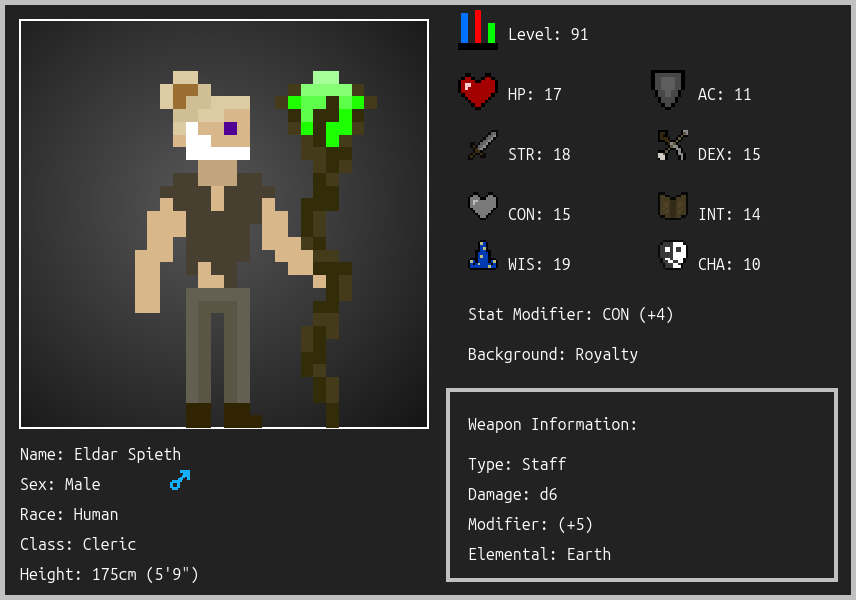 Level: 91
HP: 17
AC: 11
STR: 18
DEX: 15
CON: 15
INT: 14
WIS: 19
CHA: 10
Stat Modifier: CON (+4)
Background: Royalty
Weapon Information:
Type: Staff
Damage: d6
Modifier: (+5)
Elemental: Earth
Name: Eldar Spieth
Sex: Male
Race: Human
Class: Cleric
Height: 175cm (5'9")